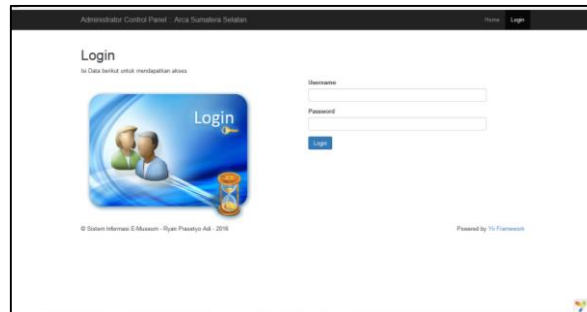 Administrator Control Panel :: Arca Sumatera Selatan
Home
Login
Login
Isi Data berikut untuk mendapatkan akses
Username
Login
Password
Login
© Sistem Informasi E-Museum - Ryan Prasetyo Adi - 2016
Powered by Yii Framework